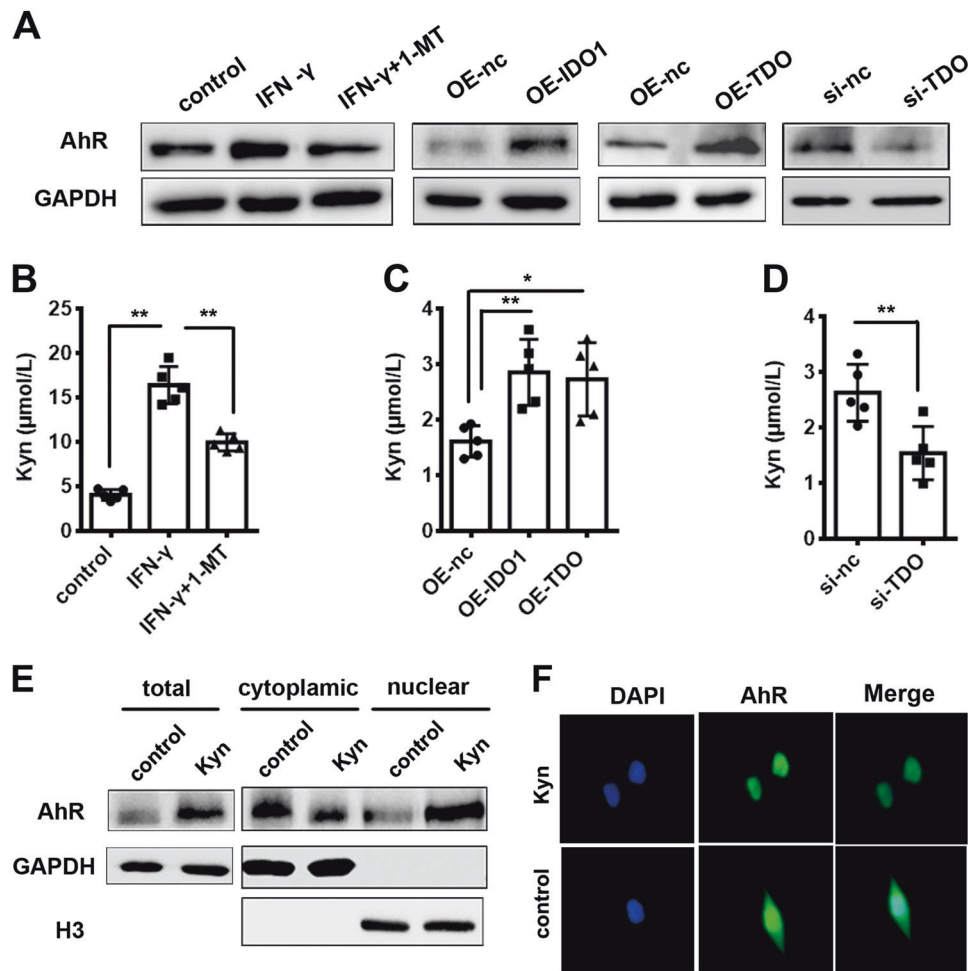 A
control IFN -γ IFN-γ+1-MT OE-nc OE-IDO1 OE-nc OE-TDO si-nc si-TDO
AhR
GAPDH
B
Kyn (μmol/L)
25
20
15
10
5
0
** **
control IFN-γ IFN-γ+1-MT
C
Kyn (μmol/L)
4
3
2
1
0
*
**
OE-nc OE-IDO1 OE-TDO
D
Kyn (μmol/L)
4
3
2
1
0
**
si-nc si-TDO
E
total cytoplamic nuclear
control Kyn control Kyn control Kyn
AhR
GAPDH
H3
F
DAPI AhR Merge
Kyn
control